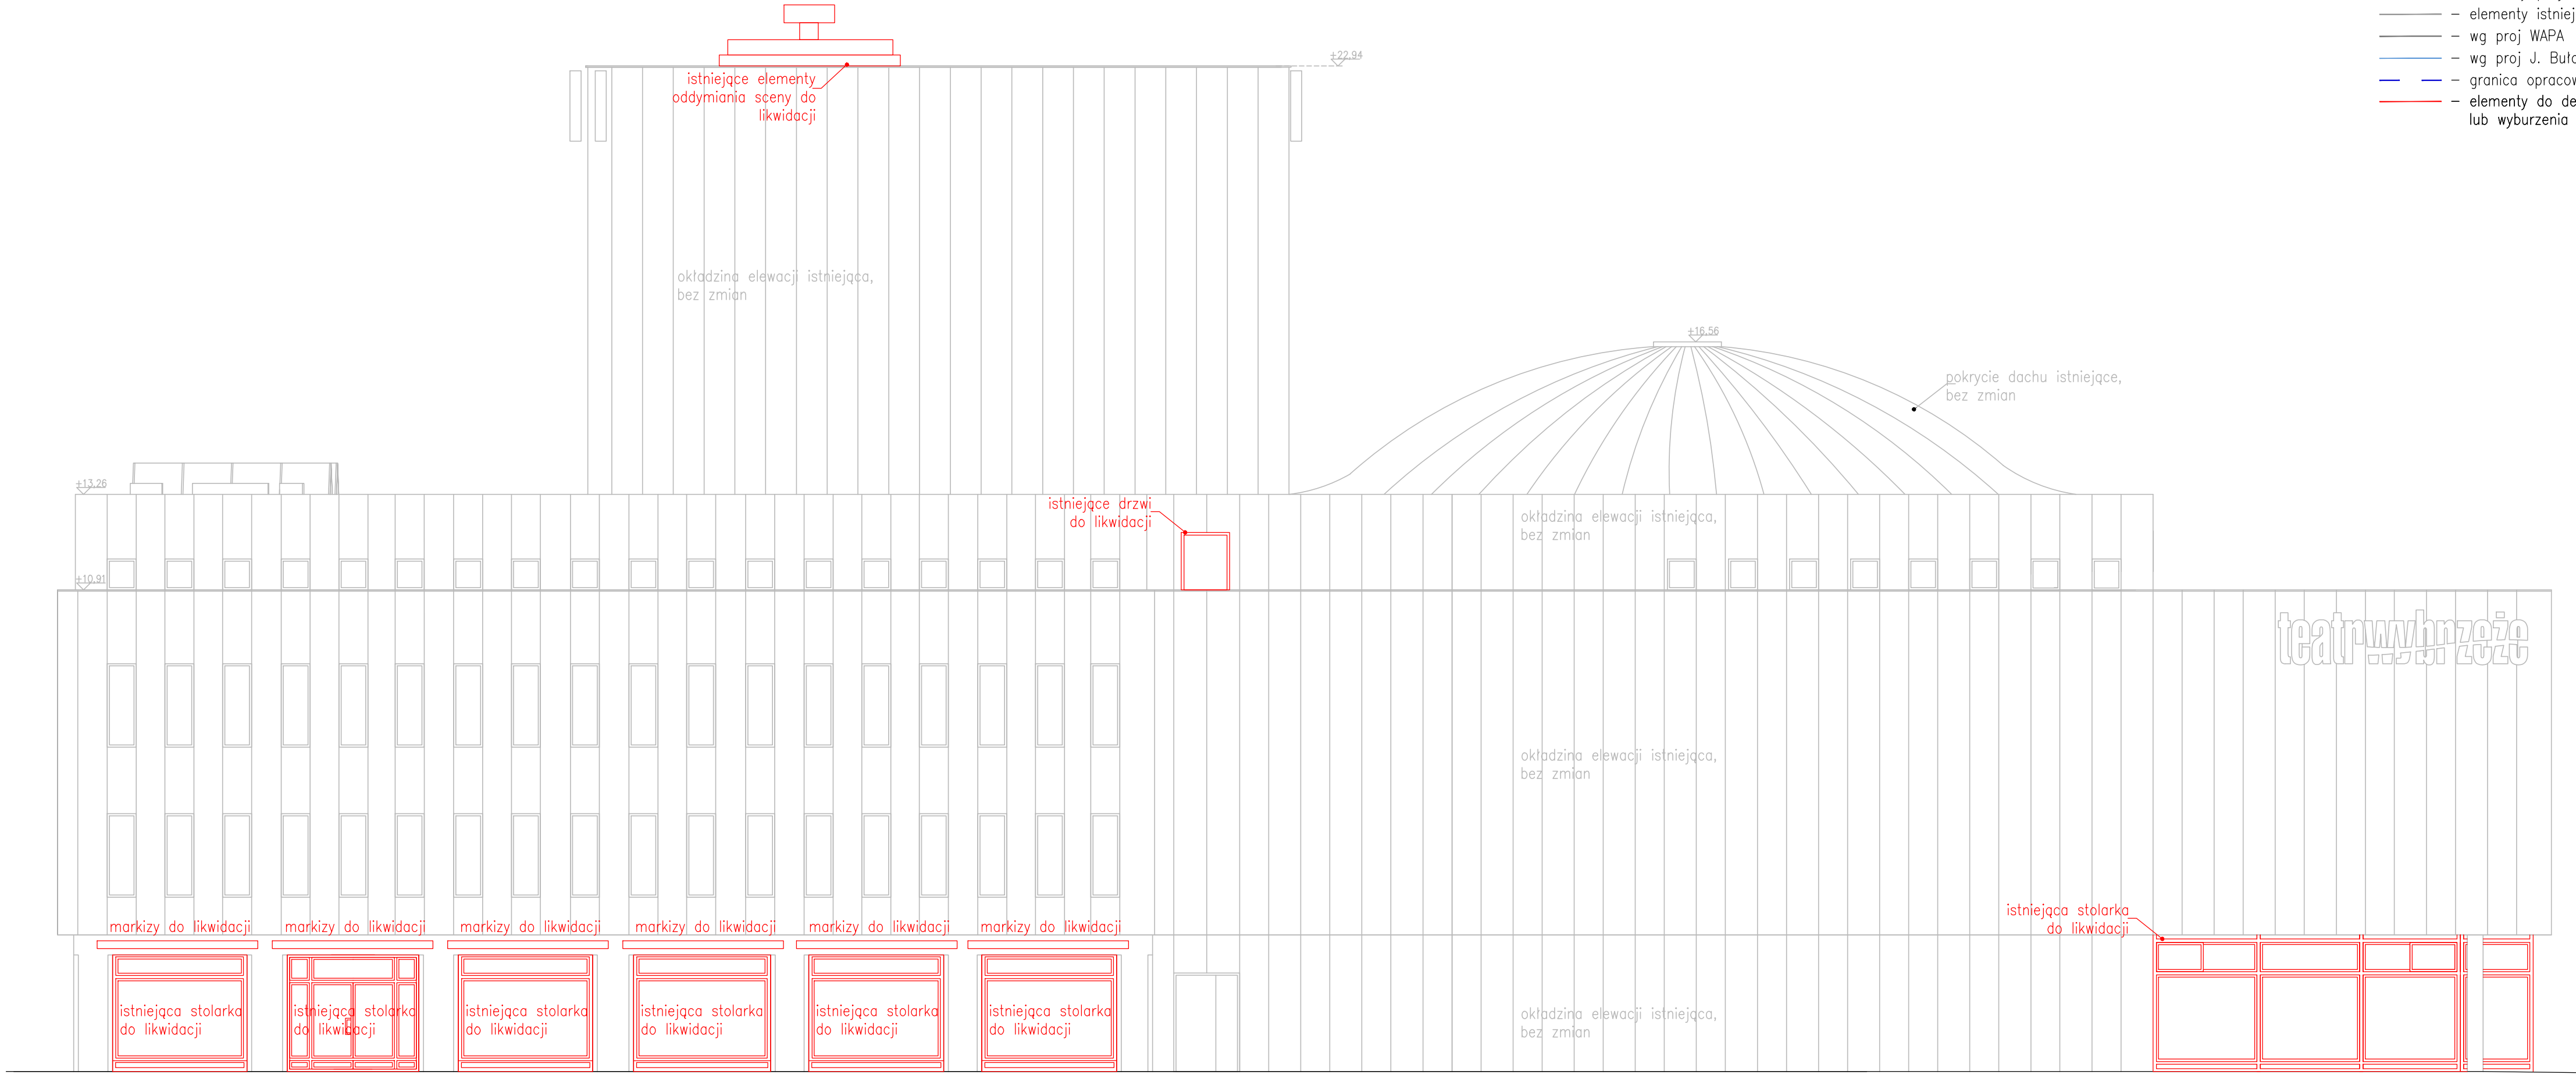 elementy
wg proj WAPA
wg proj J.
granica
elementy do
lub wyburzenia
+22.94
istniejące elementy
oddymiania sceny do
likwidacji
okładzina elewacji istniejąca,
bez zmian
+16.56
pokrycie dachu istniejące,
bez zmian
+13.26
istniejące drzwi
do likwidacji
okładzina elewacji istniejąca,
bez zmian
+10.91
teatrwybrzeże
okładzina elewacji istniejąca,
bez zmian
istniejąca stolarka
do likwidacji
markizy do likwidacji
markizy do likwidacji
markizy do likwidacji
markizy do likwidacji
markizy do likwidacji
markizy do likwidacji
istniejąca stolarka
do likwidacji
istniejąca stolarka
do likwidacji
istniejąca stolarka
do likwidacji
istniejąca stolarka
do likwidacji
istniejąca stolarka
do likwidacji
istniejąca stolarka
do likwidacji
okładzina elewacji istniejąca,
bez zmian